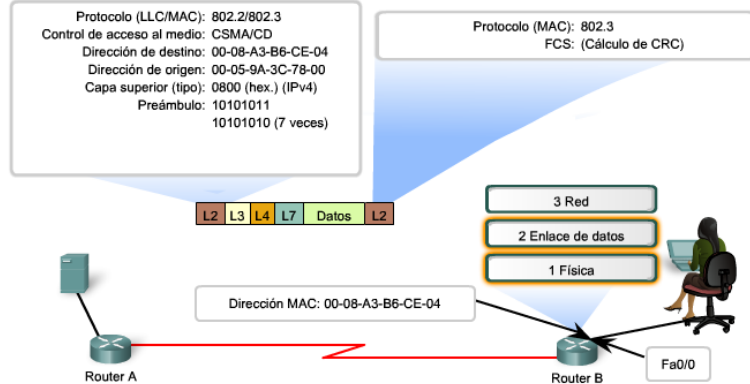 Protocolo (LLC/MAC): 802.2/802.3
Control de acceso al medio: CSMA/CD
Dirección de destino: 00-08-A3-B6-CE-04
Dirección de origen: 00-05-9A-3C-78-00
Capa superior (tipo): 0800 (hex.) (IPv4)
Preámbulo: 10101011
10101010 (7 veces)
Protocolo (MAC): 802.3
FCS: (Cálculo de CRC)
L2 L3 L4 L7 Datos L2
3 Red
2 Enlace de datos
1 Física
Dirección MAC: 00-08-A3-B6-CE-04
Fa0/0
Router A
Router B